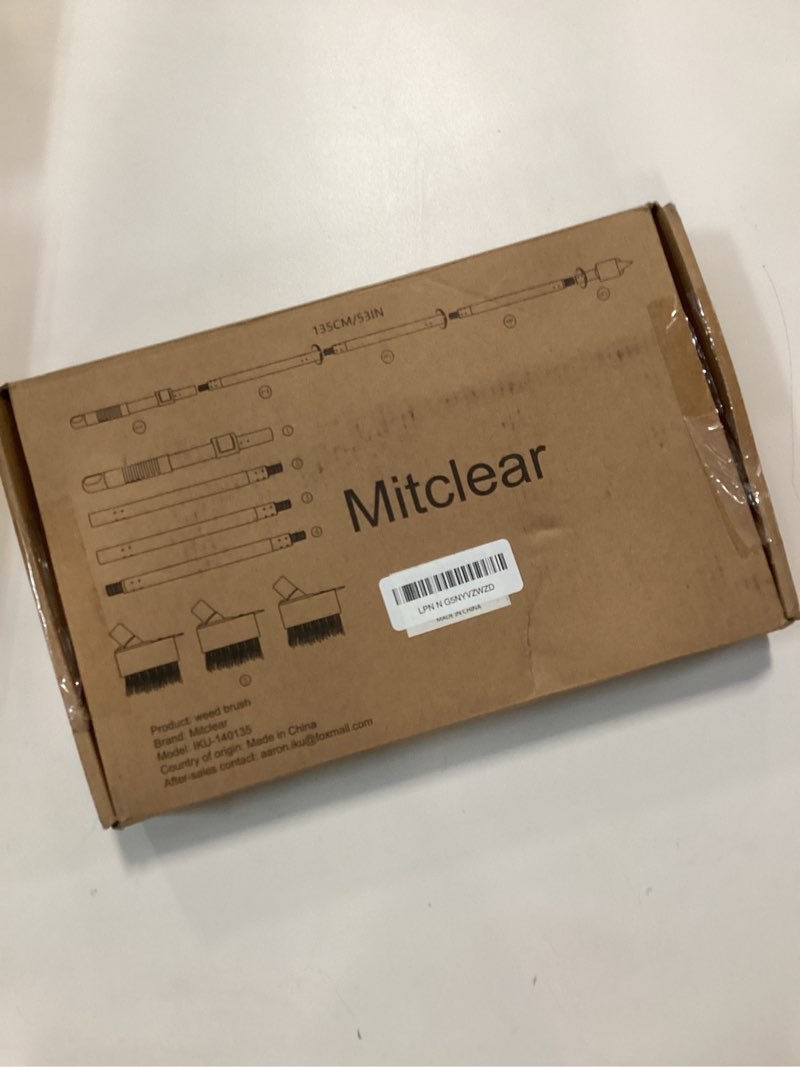 135CM/53IN
Mitclear
LPN N G5NYVZWZD
MADE IN CHINA
Product: weed brush
Brand: Mitclear
Model: IKU-140135
Country of origin: Made in China
After-sales contact: aaron.iku@foxmail.com